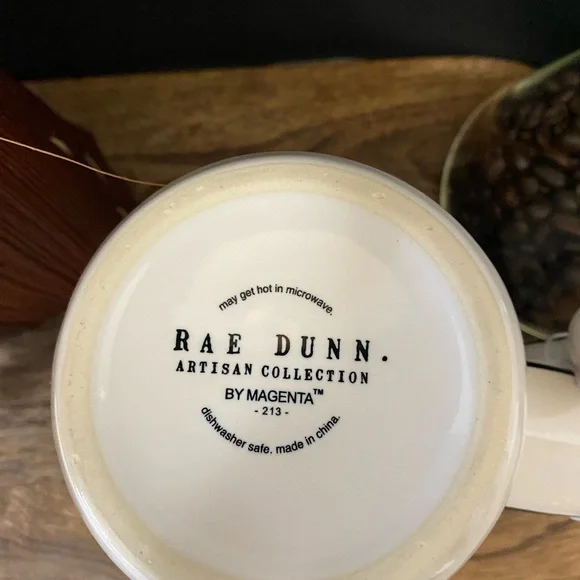 may get hot in microwave.
RAE DUNN.
ARTISAN COLLECTION
BY MAGENTA™
- 213 -
dishwasher safe. made in china.